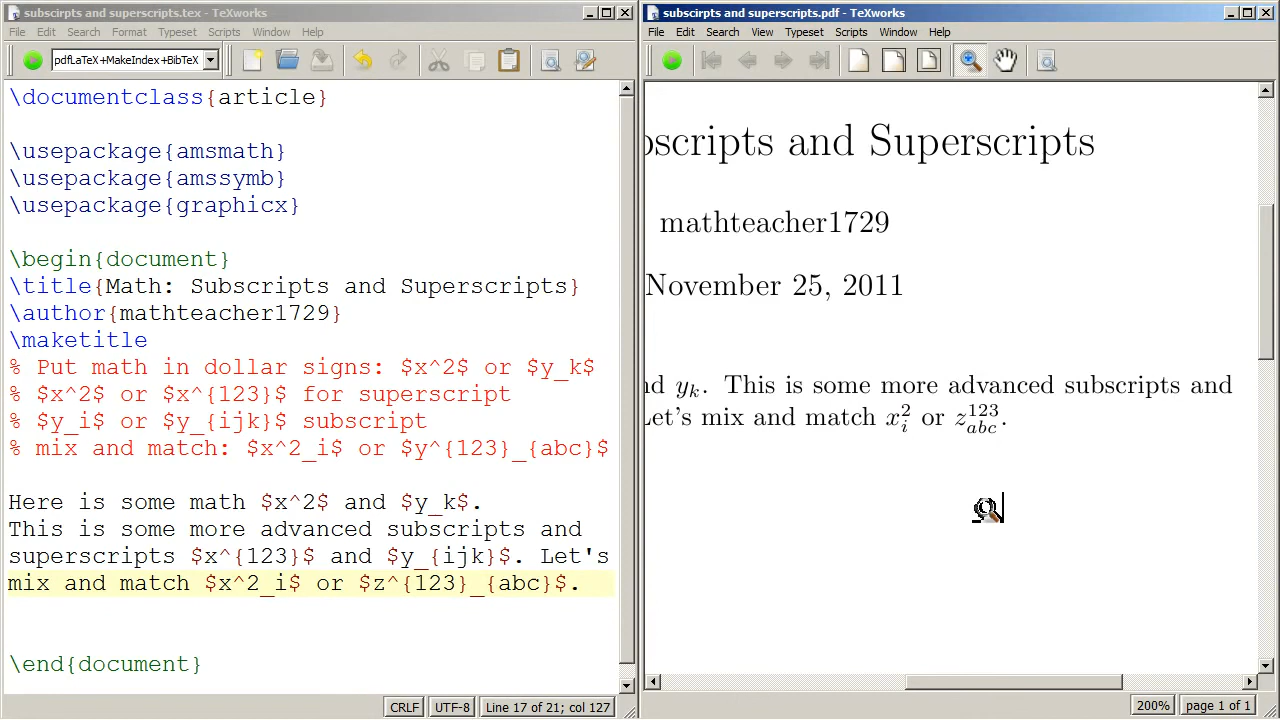 subscirpts and superscripts.tex - TeXworks
File Edit Search Format Typeset Scripts Window Help
pdfLaTeX+MakeIndex+BibTeX
\documentclass{article}
\usepackage{amsmath}
\usepackage{amssymb}
\usepackage{graphicx}
\begin{document}
\title{Math: Subscripts and Superscripts}
\author{mathteacher1729}
\maketitle
% Put math in dollar signs: $x^2$ or $y_k$
% $x^2$ or $x^{123}$ for superscript
% $y_i$ or $y_{ijk}$ subscript
% mix and match: $x^2_i$ or $y^{123}_{abc}$
Here is some math $x^2$ and $y_k$.
This is some more advanced subscripts and
superscripts $x^{123}$ and $y_{ijk}$. Let's
mix and match $x^2_i$ or $z^{123}_{abc}$.
\end{document}
CRLF UTF-8 Line 17 of 21; col 127
subscirpts and superscripts.pdf - TeXworks
File Edit Search View Typeset Scripts Window Help
bscripts and Superscripts
mathteacher1729
November 25, 2011
nd y_k. This is some more advanced subscripts and
Let's mix and match x_i^2 or z_{abc}^{123}.
200% page 1 of 1